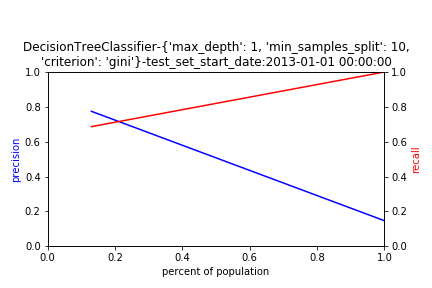 DecisionTreeClassifier-{'max_depth': 1, 'min_samples_split': 10,
'criterion': 'gini'}-test_set_start_date:2013-01-01 00:00:00
1.0
0.8
0.6
0.4
0.2
0.0
precision
1.0
0.8
0.6
0.4
0.2
0.0
recall
0.0 0.2 0.4 0.6 0.8 1.0
percent of population